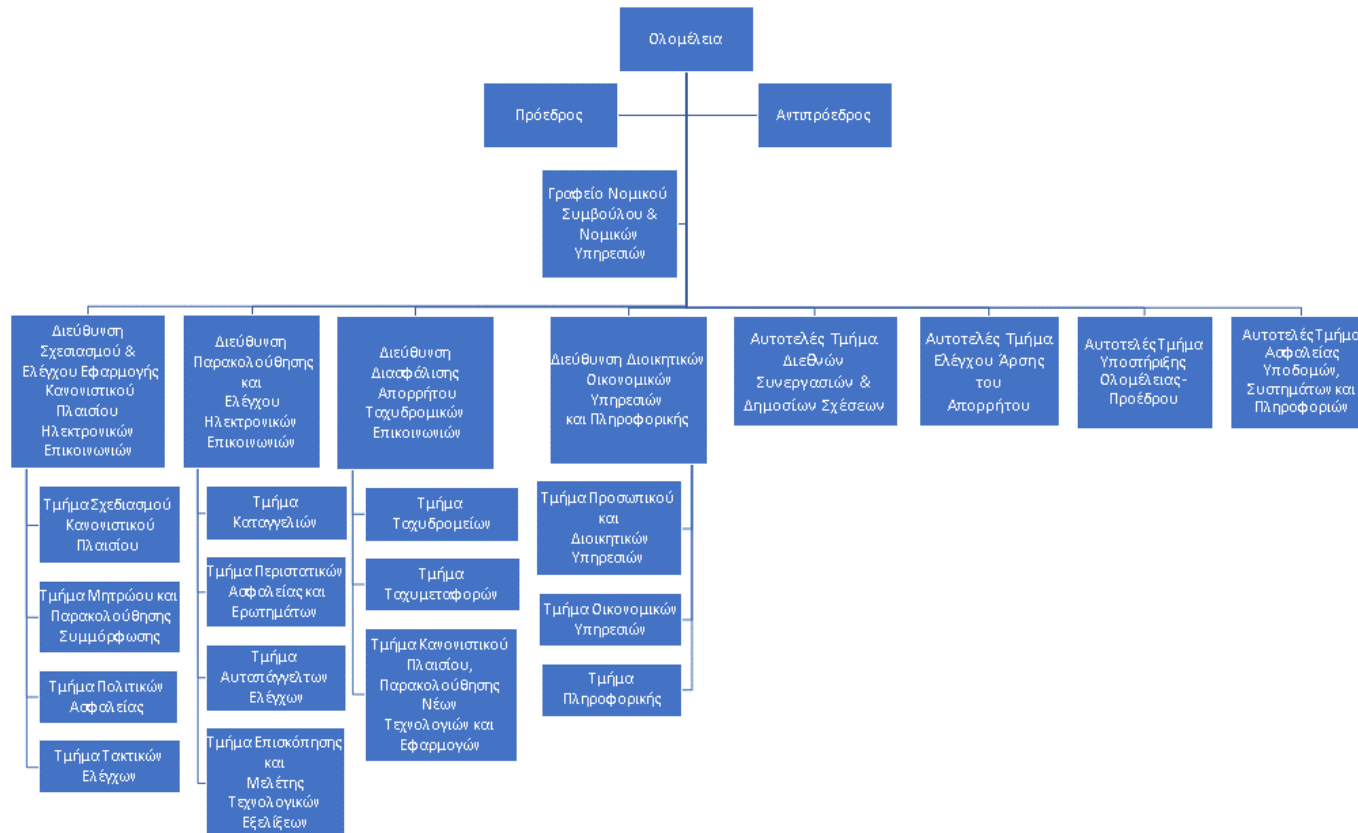 Ολομέλεια
Πρόεδρος
Αντιπρόεδρος
Γραφείο Νομικού
Συμβούλου &
Νομικών
Υπηρεσιών
Διεύθυνση
Σχεσιασμού &
Ελέγχου Εφαρμογής
Κανονιστικού
Πλαισίου
Ηλεκτρονικών
Επικοινωνιών
Διεύθυνση
Παρακολούθησης
και
Ελέγχου
Ηλεκτρονικών
Επικοινωνιών
Διεύθυνση
Διασφάλισης
Απορρήτου
Ταχυδρομικών
Επικοινωνιών
Διεύθυνση Διοικητικών
Οικονομικών
Υπηρεσιών
και Πληροφορικής
Αυτοτελές Τμήμα
Διεθνών
Συνεργασιών &
Δημοσίων Σχέσεων
Αυτοτελές Τμήμα
Ελέγχου Άρσης
του
Απορρήτου
Αυτοτελές Τμήμα
Υποστήριξης
Ολομέλειας-
Προέδρου
Αυτοτελές Τμήμα
Ασφαλείας
Υποδομών,
Συστημάτων και
Πληροφοριών
Τμήμα Σχεδιασμού
Κανονιστικού
Πλαισίου
Τμήμα Μητρώου και
Παρακολούθησης
Συμμόρφωσης
Τμήμα Πολιτικών
Ασφαλείας
Τμήμα Τακτικών
Ελέγχων
Τμήμα
Καταγγελιών
Τμήμα Περιστατικών
Ασφαλείας και
Ερωτημάτων
Τμήμα
Αυταπάγγελτων
Ελέγχων
Τμήμα Επισκόπησης
και
Μελέτης
Τεχνολογικών
Εξελίξεων
Τμήμα
Ταχυδρομείων
Τμήμα
Ταχυμεταφορών
Τμήμα Κανονιστικού
Πλαισίου,
Παρακολούθησης
Νέων
Τεχνολογιών και
Εφαρμογών
Τμήμα Προσωπικού
και
Διοικητικών
Υπηρεσιών
Τμήμα Οικονομικών
Υπηρεσιών
Τμήμα
Πληροφορικής